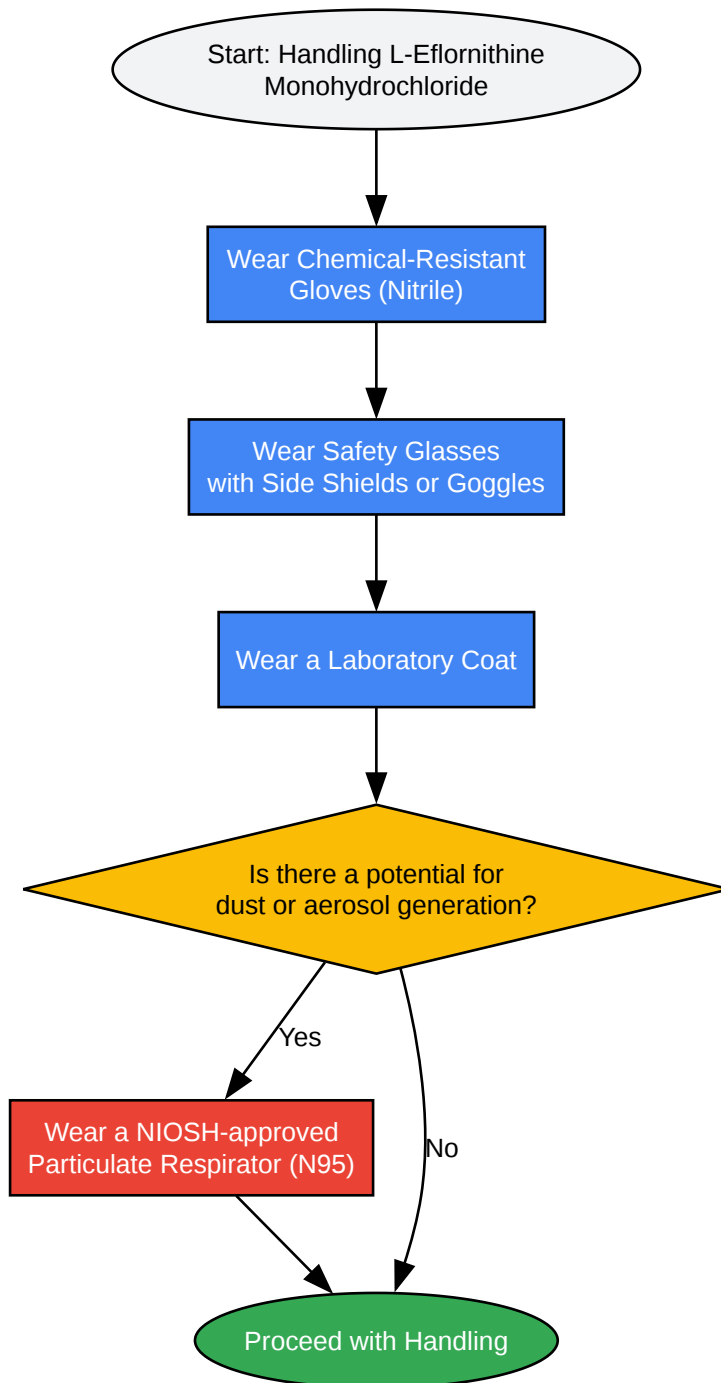 Start: Handling L-Eflornithine
Monohydrochloride
Wear Chemical-Resistant
Gloves (Nitrile)
Wear Safety Glasses
with Side Shields or Goggles
Wear a Laboratory Coat
Is there a potential for
dust or aerosol generation?
Yes
Wear a NIOSH-approved
Particulate Respirator (N95)
No
Proceed with Handling